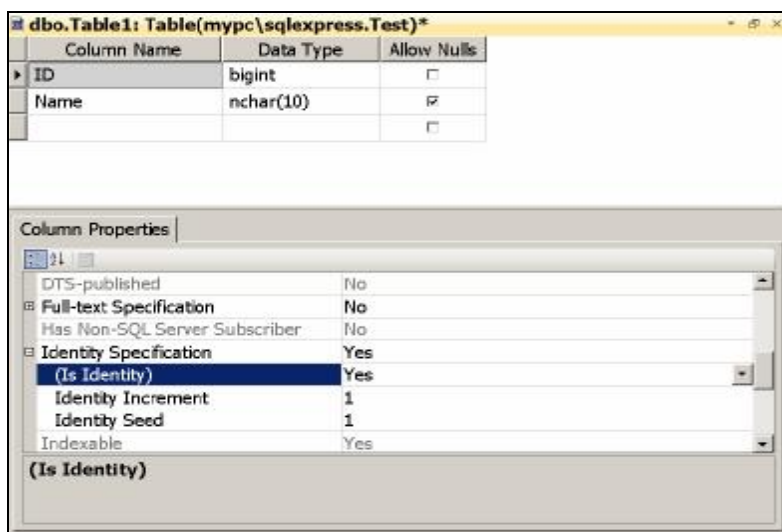 dbo.Table1: Table(mypc\sqlexpress.Test)*
Column Name Data Type Allow Nulls
ID bigint
Name nchar(10)
Column Properties
DTS-published No
Full-text Specification No
Has Non-SQL Server Subscriber No
Identity Specification Yes
(Is Identity) Yes
Identity Increment 1
Identity Seed 1
Indexable Yes
(Is Identity)